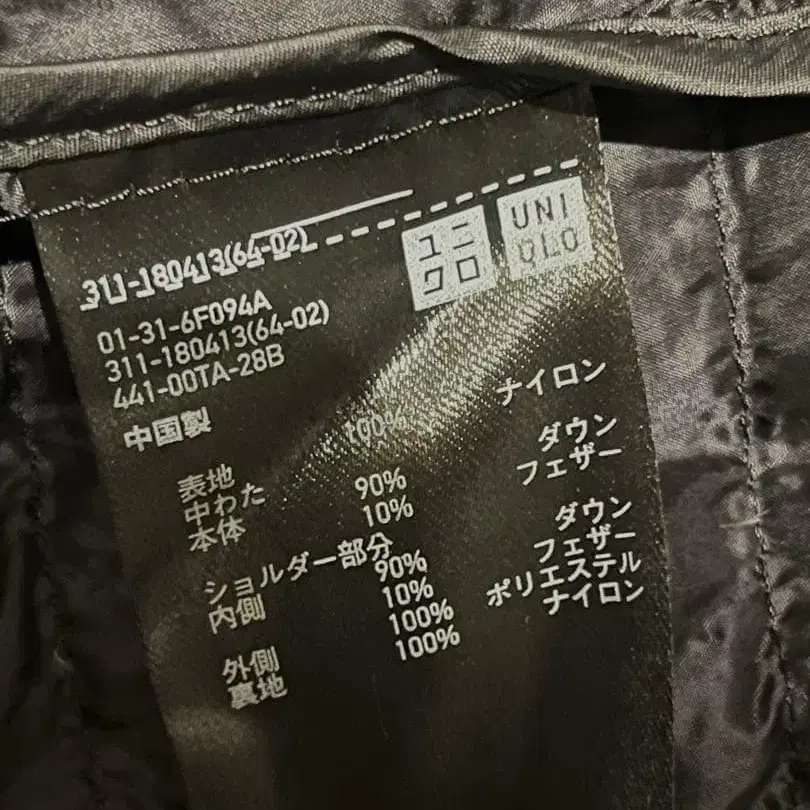 ユニ
クロ
UNI
QLO
311-180413(64-02)
01-31-6F094A
311-180413(64-02)
441-00TA-28B
中国製
表地 100% ナイロン
中わた
本体 90% ダウン
10% フェザー
ショルダー部分
内側 90% ダウン
10% フェザー
外側 100% ポリエステル
裏地 100% ナイロン